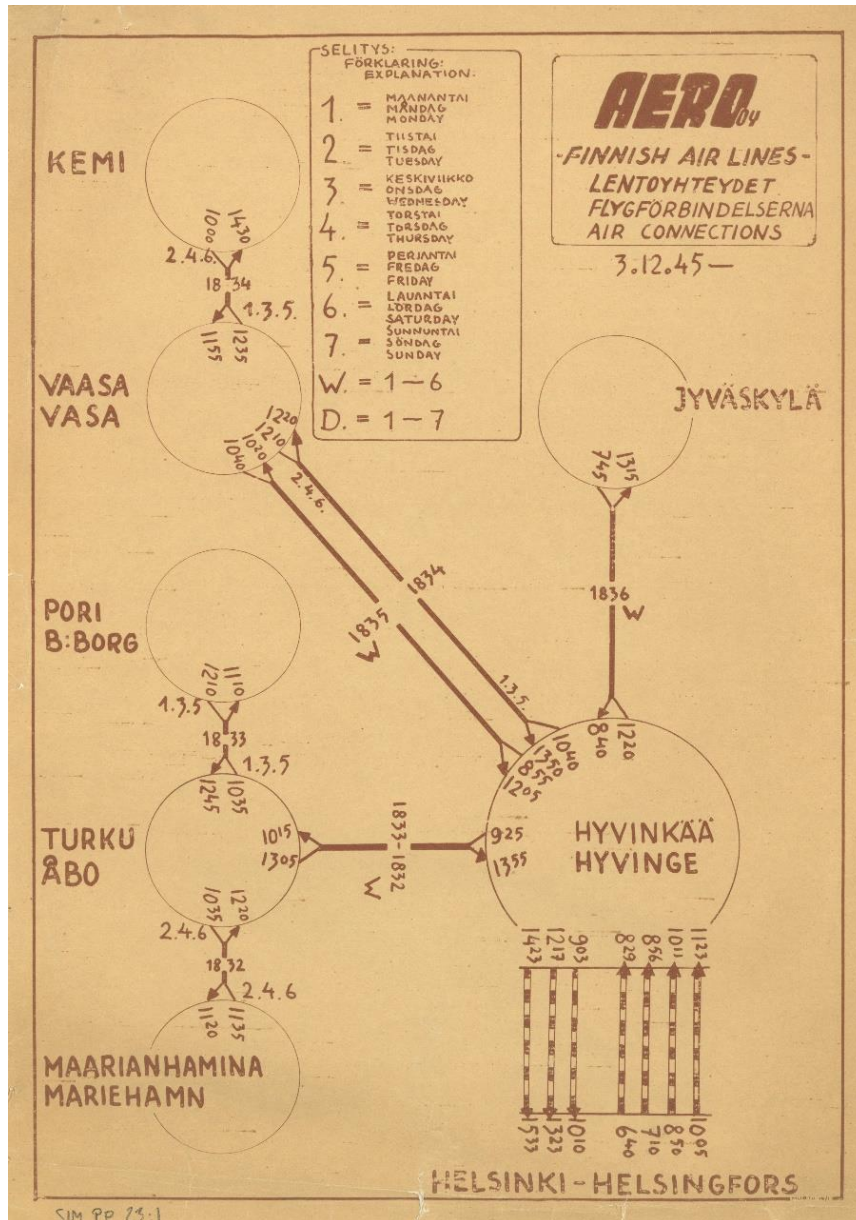 SELITYS:
FÖRKLARING:
EXPLANATION:
1. = MAANANTAI
MÅNDAG
MONDAY
2 = TIISTAI
TISDAG
TUESDAY
3 = KESKIVIIKKO
ONSDAG
WEDNESDAY
4. = TORSTAI
TORSDAG
THURSDAY
5 = PERJANTAI
FREDAG
FRIDAY
6. = LAUANTAI
LÖRDAG
SATURDAY
7. = SUNNUNTAI
SÖNDAG
SUNDAY
W. = 1–6
D. = 1–7
AERO OY
-FINNISH AIR LINES-
LENTOYHTEYDET
FLYGFÖRBINDELSERNA
AIR CONNECTIONS
3.12.45—
KEMI
1000 1430
2.4.6.
18 34
1.3.5.
1155 1235
VAASA
VASA
1220
1210
1020
1040
2.4.6.
1834
1835
W
1.3.5.
1040
1350
855
1205
JYVÄSKYLÄ
745 1315
1836
W
840 1220
PORI
B:BORG
1210 1110
1.3.5
18 33
1.3.5
1245 1035
TURKU
ÅBO
1015
1305
1833-
1832
W
925
1355
HYVINKÄÄ
HYVINGE
1035 1220
2.4.6
18 32
2.4.6
1120 1135
MAARIANHAMINA
MARIEHAMN
1423 1217 903 829 856 1011 1123
1533 1323 1010 640 710 850 1005
HELSINKI - HELSINGFORS
SIM PP 23:1